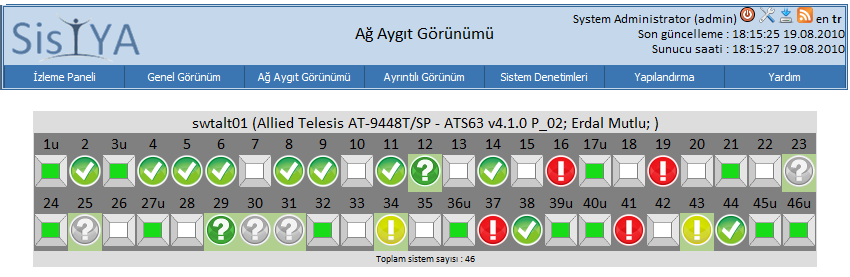 SisIYA
Ağ Aygıt Görünümü
System Administrator (admin) en tr
Son güncelleme : 18:15:25 19.08.2010
Sunucu saati : 18:15:27 19.08.2010
İzleme Paneli Genel Görünüm Ağ Aygıt Görünümü Ayrıntılı Görünüm Sistem Denetimleri Yapılandırma Yardım
swtalt01 (Allied Telesis AT-9448T/SP - ATS63 v4.1.0 P_02; Erdal Mutlu; )
1u 2 3u 4 5 6 7 8 9 10 11 12 13 14 15 16 17u 18 19 20 21 22 23
24 25 26 27u 28 29 30 31 32 33 34 35 36u 37 38 39u 40u 41 42 43 44 45u 46u
Toplam sistem sayısı : 46